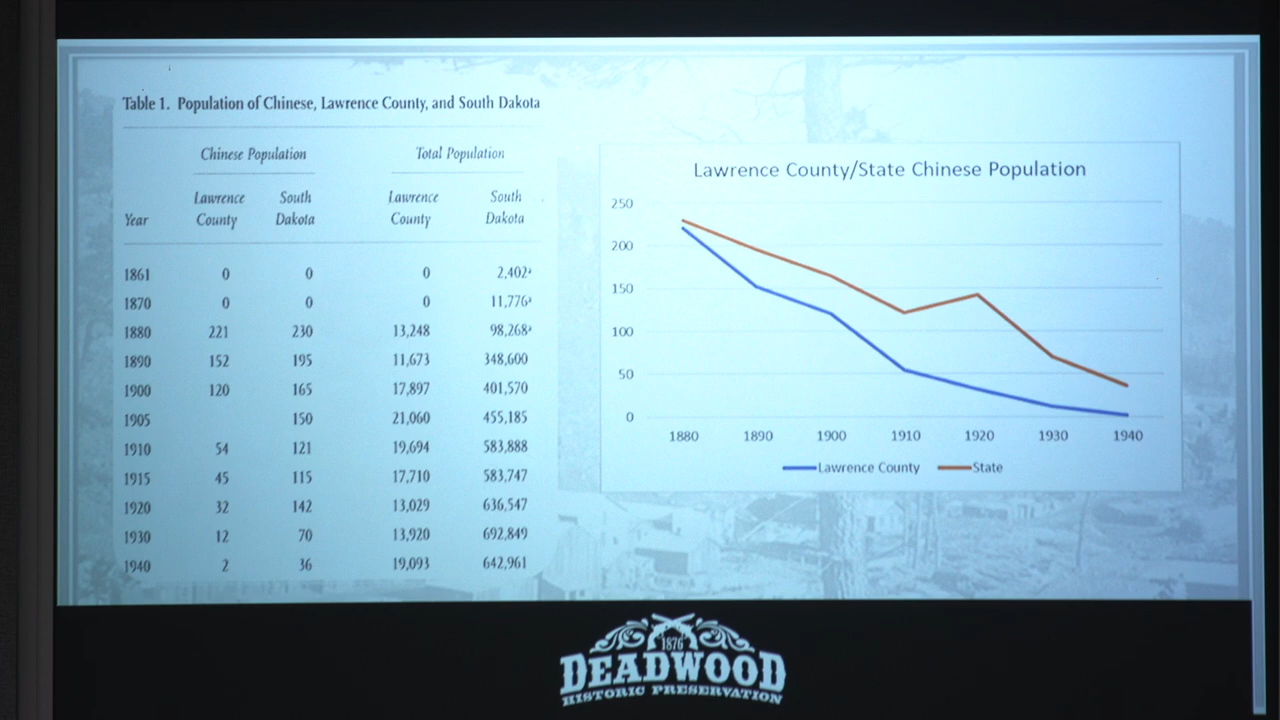 Table 1. Population of Chinese, Lawrence County, and South Dakota
Chinese Population Total Population
Lawrence South Lawrence South
Year County Dakota County Dakota
1861 0 0 0 2,402ᵃ
1870 0 0 0 11,776ᵃ
1880 221 230 13,248 98,268ᵃ
1890 152 195 11,673 348,600
1900 120 165 17,897 401,570
1905 150 21,060 455,185
1910 54 121 19,694 583,888
1915 45 115 17,710 583,747
1920 32 142 13,029 636,547
1930 12 70 13,920 692,849
1940 2 36 19,093 642,961
Lawrence County/State Chinese Population
250
200
150
100
50
0
1880 1890 1900 1910 1920 1930 1940
Lawrence County State
1876
DEADWOOD
HISTORIC PRESERVATION